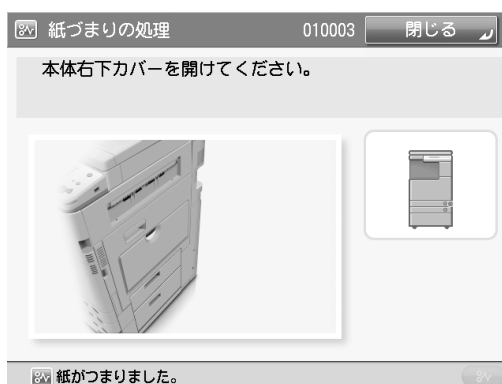 紙づまりの処理 010003 閉じる
本体右下カバーを開けてください。
紙がつまりました。